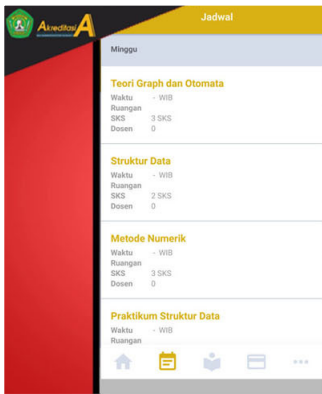 Akreditasi A
Jadwal
Minggu
Teori Graph dan Otomata
Waktu - WIB
Ruangan
SKS 3 SKS
Dosen 0
Struktur Data
Waktu - WIB
Ruangan
SKS 2 SKS
Dosen 0
Metode Numerik
Waktu - WIB
Ruangan
SKS 3 SKS
Dosen 0
Praktikum Struktur Data
Waktu - WIB
Ruangan